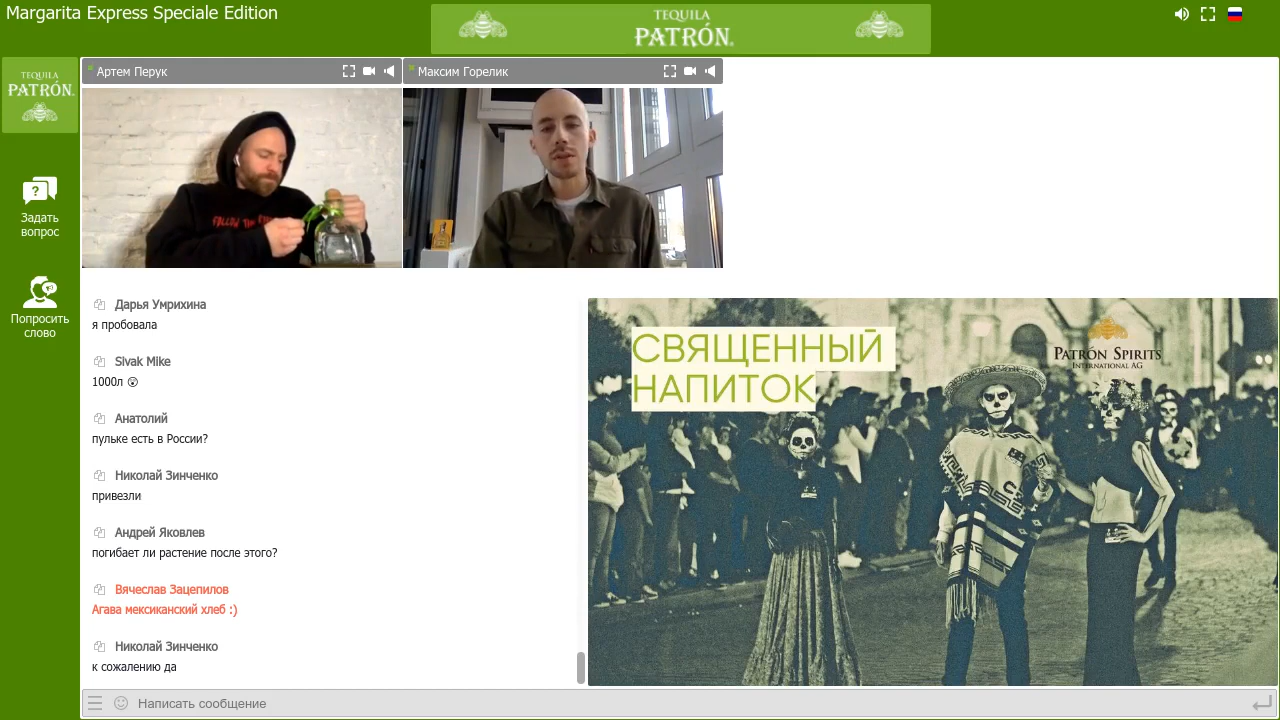 Margarita Express Speciale Edition
TEQUILA
PATRÓN
TEQUILA
PATRÓN.
Артем Перук
Максим Горелик
Задать
вопрос
Попросить
слово
Дарья Умрихина
я пробовала
Sivak Mike
1000л 😲
Анатолий
пульке есть в России?
Николай Зинченко
привезли
Андрей Яковлев
погибает ли растение после этого?
Вячеслав Зацепилов
Агава мексиканский хлеб :)
Николай Зинченко
к сожалению да
СВЯЩЕННЫЙ
НАПИТОК
PATRÓN SPIRITS
INTERNATIONAL AG
Написать сообщение